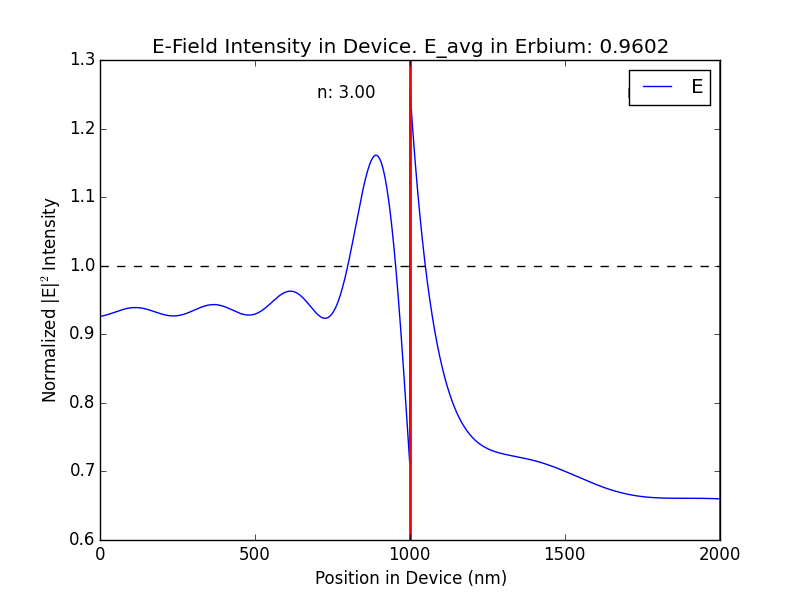 E-Field Intensity in Device. E_avg in Erbium: 0.9602
1.3
n: 3.00
E
1.2
1.1
1.0
0.9
0.8
0.7
0.6
Normalized |E|² Intensity
0 500 1000 1500 2000
Position in Device (nm)